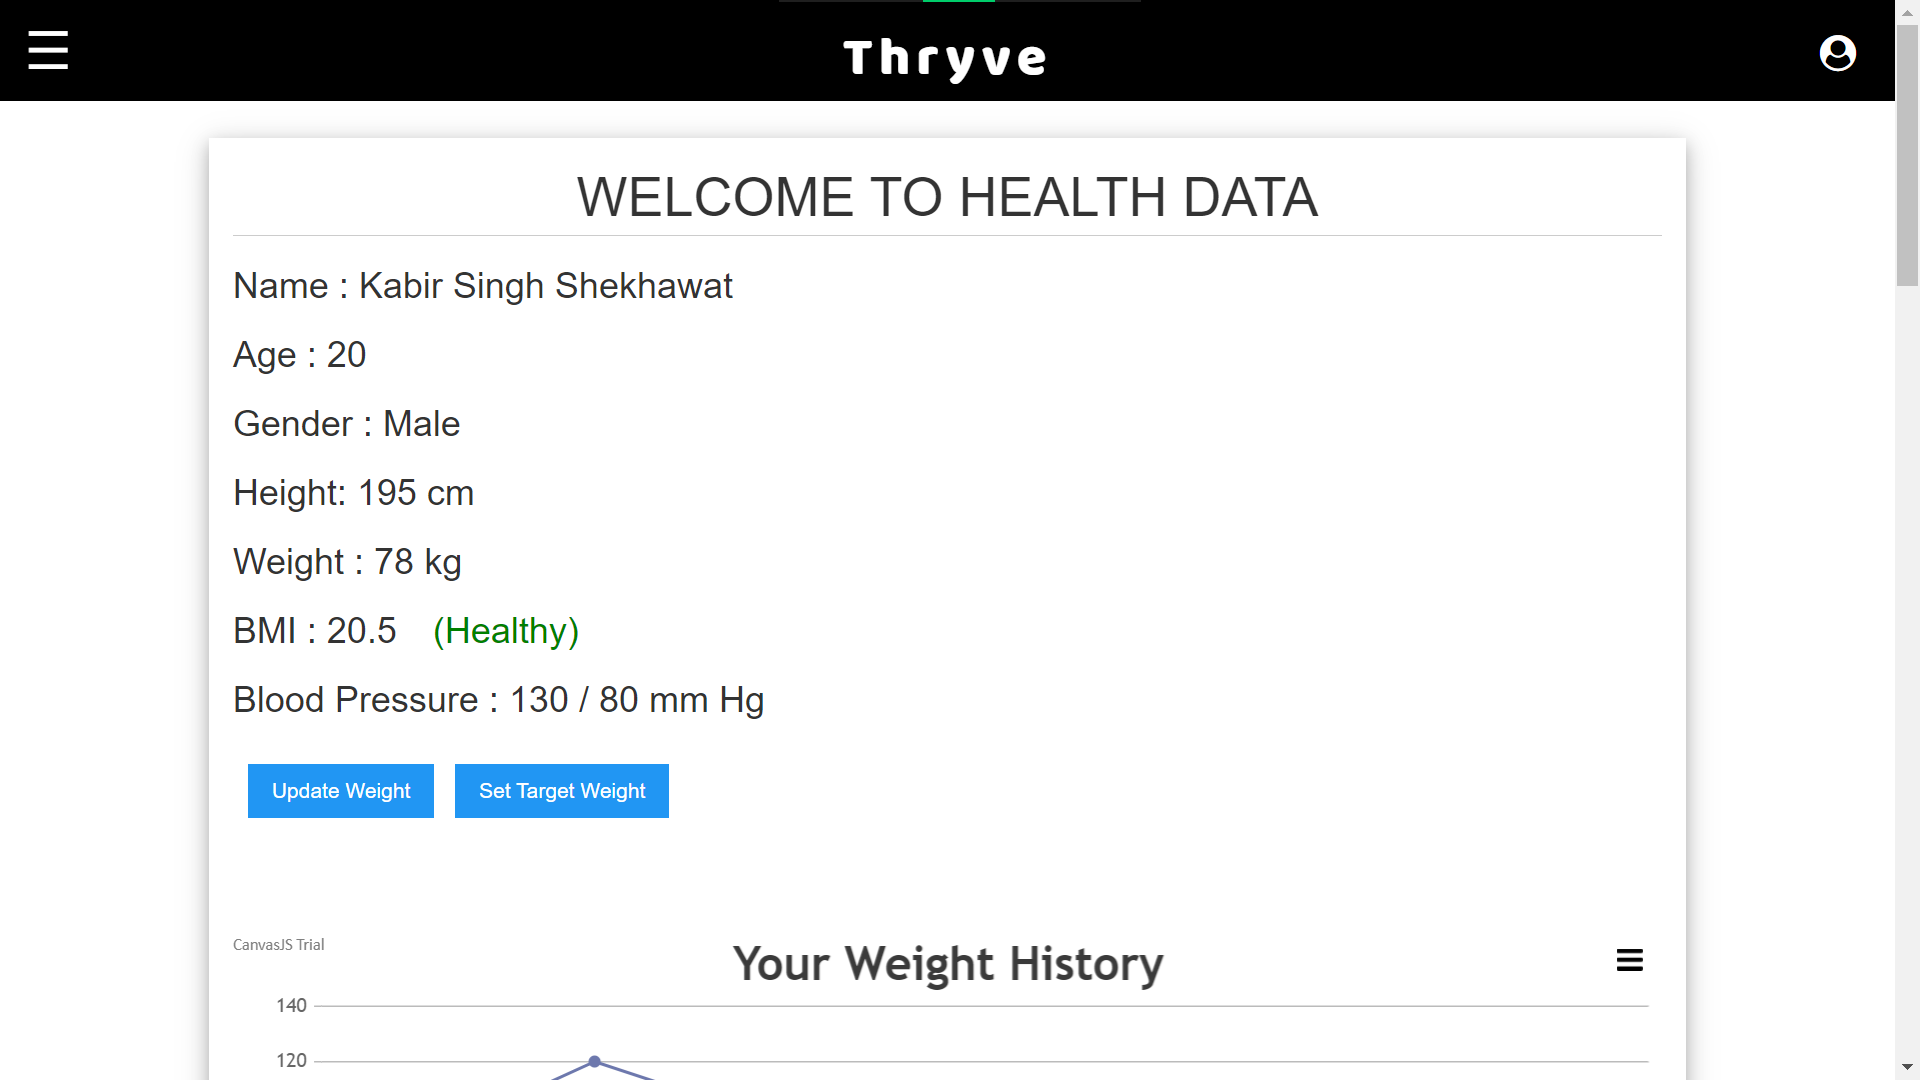 Thryve
WELCOME TO HEALTH DATA
Name : Kabir Singh Shekhawat
Age : 20
Gender : Male
Height: 195 cm
Weight : 78 kg
BMI : 20.5 (Healthy)
Blood Pressure : 130 / 80 mm Hg
Update Weight Set Target Weight
CanvasJS Trial
Your Weight History
140
120